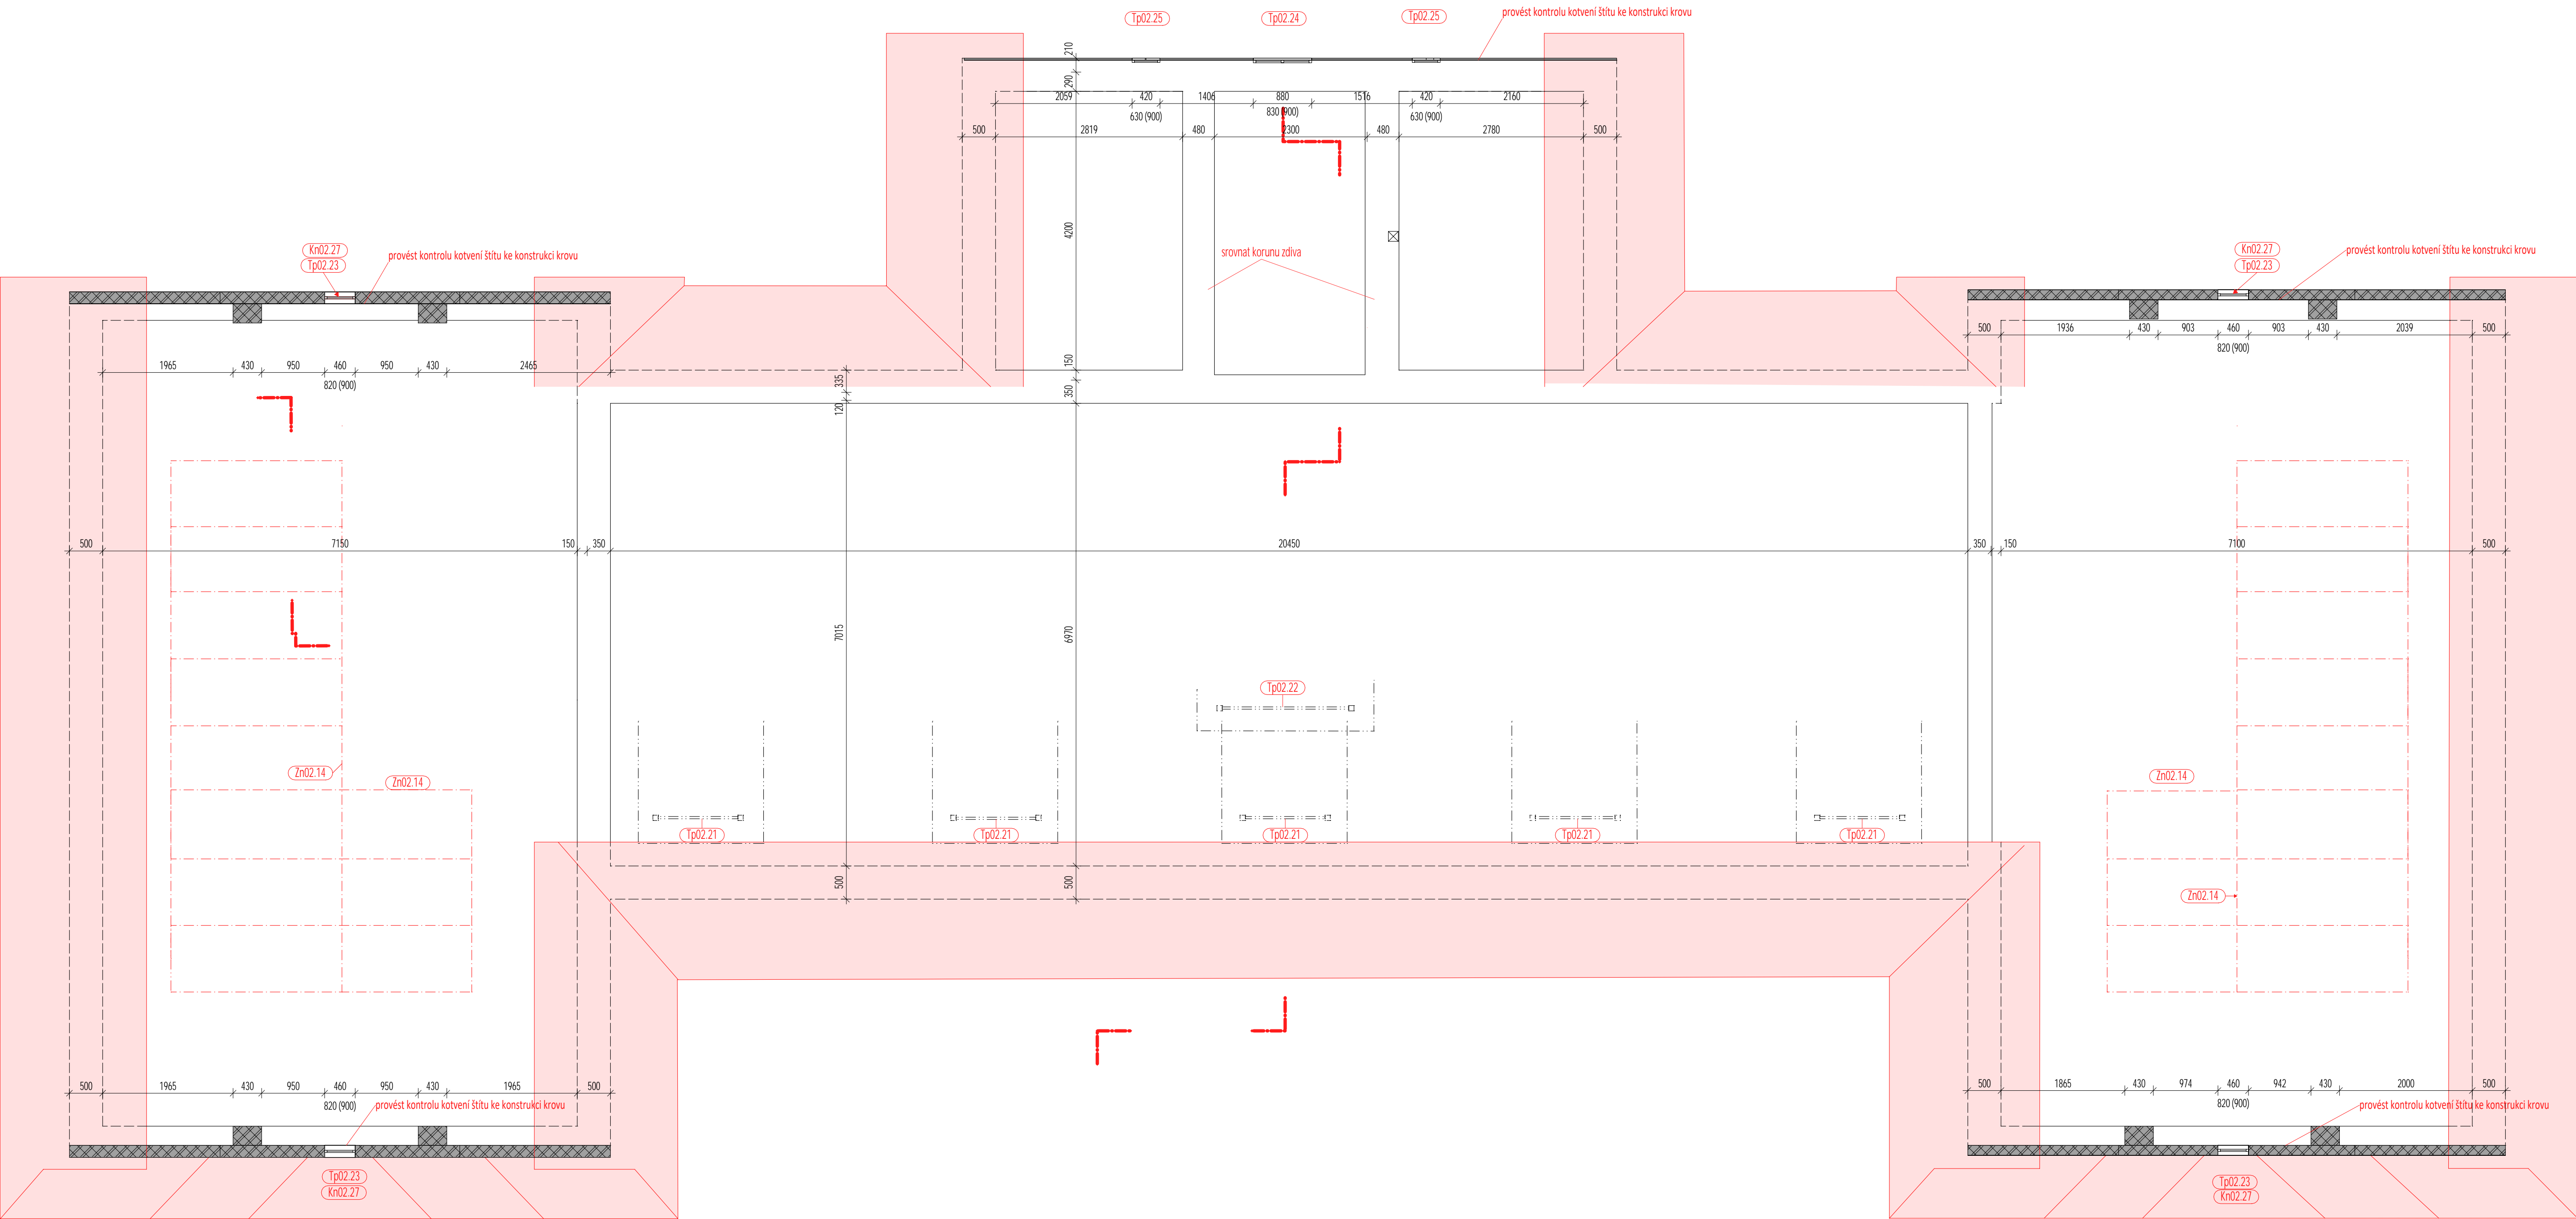 Tp02.25
Tp02.24
Tp02.25
provést kontrolu kotvení štítu ke konstrukci krovu
210
290
2059
420
1406
880
1516
420
2160
630 (900)
830 (900)
630 (900)
500
2819
480
2300
480
2780
500
4200
srovnat korunu zdiva
Kn02.27
Tp02.23
provést kontrolu kotvení štítu ke konstrukci krovu
Kn02.27
Tp02.23
provést kontrolu kotvení štítu ke konstrukci krovu
500
1936
430
903
460
903
430
2039
500
820 (900)
1965
430
950
460
950
430
2465
820 (900)
150
335
350
120
500
7150
150
350
20450
350
150
7100
500
7015
6970
Tp02.22
Zn02.14
Zn02.14
Zn02.14
Zn02.14
Tp02.21
Tp02.21
Tp02.21
Tp02.21
Tp02.21
500
500
500
1965
430
950
460
950
430
1965
500
820 (900)
provést kontrolu kotvení štítu ke konstrukci krovu
500
1865
430
974
460
942
430
2000
500
820 (900)
provést kontrolu kotvení štítu ke konstrukci krovu
Tp02.23
Kn02.27
Tp02.23
Kn02.27